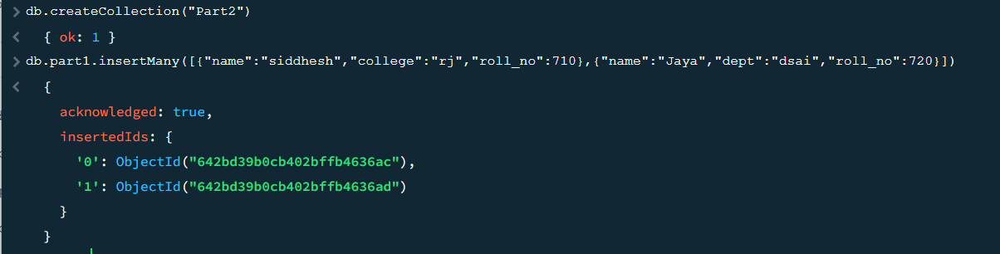 > db.createCollection("Part2")
< { ok: 1 }
> db.part1.insertMany([{"name":"siddhesh","college":"rj","roll_no":710},{"name":"Jaya","dept":"dsai","roll_no":720}])
< {
acknowledged: true,
insertedIds: {
'0': ObjectId("642bd39b0cb402bffb4636ac"),
'1': ObjectId("642bd39b0cb402bffb4636ad")
}
}